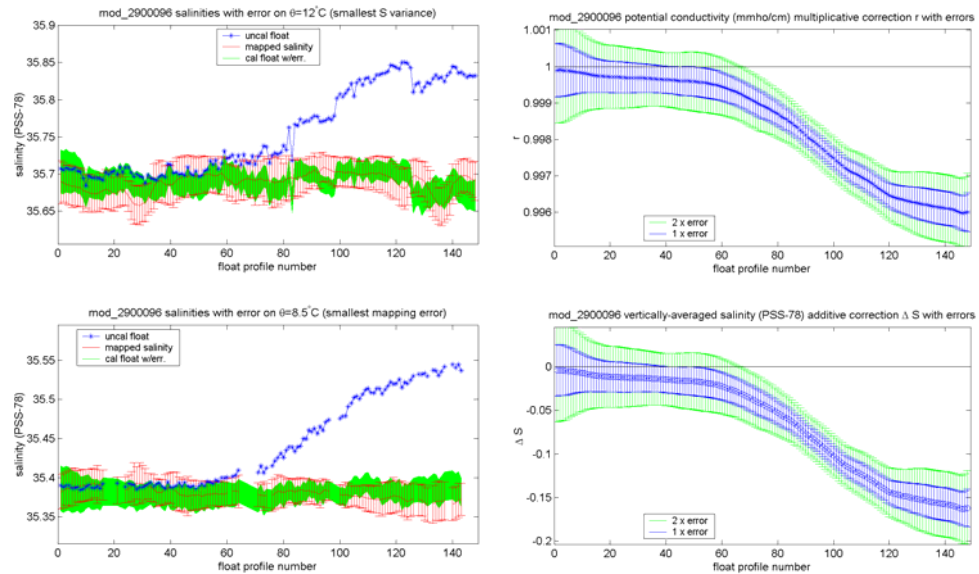 mod_2900096 salinities with error on θ=12°C (smallest S variance)
35.9
35.85
35.8
35.75
35.7
35.65
salinity (PSS-78)
uncal float
mapped salinity
cal float w/err.
0 20 40 60 80 100 120 140
float profile number
mod_2900096 potential conductivity (mmho/cm) multiplicative correction r with errors
1.001
1
0.999
0.998
0.997
0.996
r
2 x error
1 x error
0 20 40 60 80 100 120 140
float profile number
mod_2900096 salinities with error on θ=8.5°C (smallest mapping error)
35.55
35.5
35.45
35.4
35.35
salinity (PSS-78)
uncal float
mapped salinity
cal float w/err.
0 20 40 60 80 100 120 140
float profile number
mod_2900096 vertically-averaged salinity (PSS-78) additive correction Δ S with errors
0
-0.05
-0.1
-0.15
-0.2
Δ S
2 x error
1 x error
0 20 40 60 80 100 120 140
float profile number